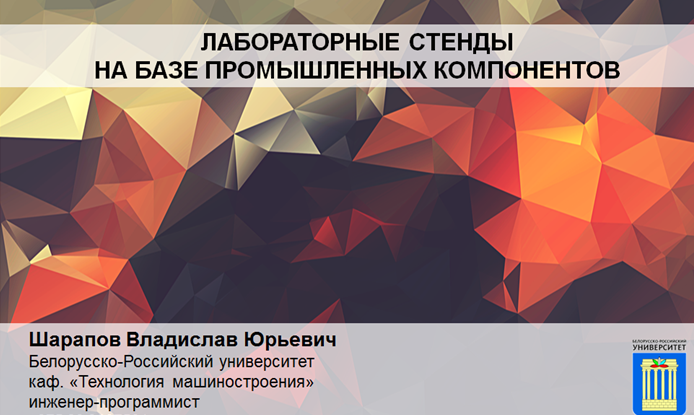 ЛАБОРАТОРНЫЕ СТЕНДЫ
НА БАЗЕ ПРОМЫШЛЕННЫХ КОМПОНЕНТОВ
Шарапов Владислав Юрьевич
Белорусско-Российский университет
каф. «Технология машиностроения»
инженер-программист
БЕЛОРУССКО-РОССИЙСКИЙ
УНИВЕРСИТЕТ